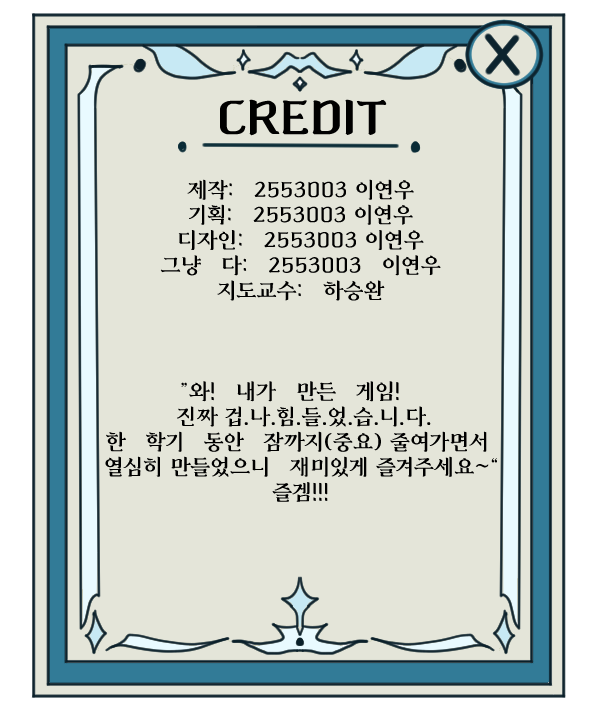 CREDIT
제작: 2553003 이연우
기획: 2553003 이연우
디자인: 2553003 이연우
그냥 다: 2553003 이연우
지도교수: 하승완
"와! 내가 만든 게임!
진짜 겁.나.힘.들.었.습.니.다.
한 학기 동안 잠까지(중요) 줄여가면서
열심히 만들었으니 재미있게 즐겨주세요~“
즐겜!!!